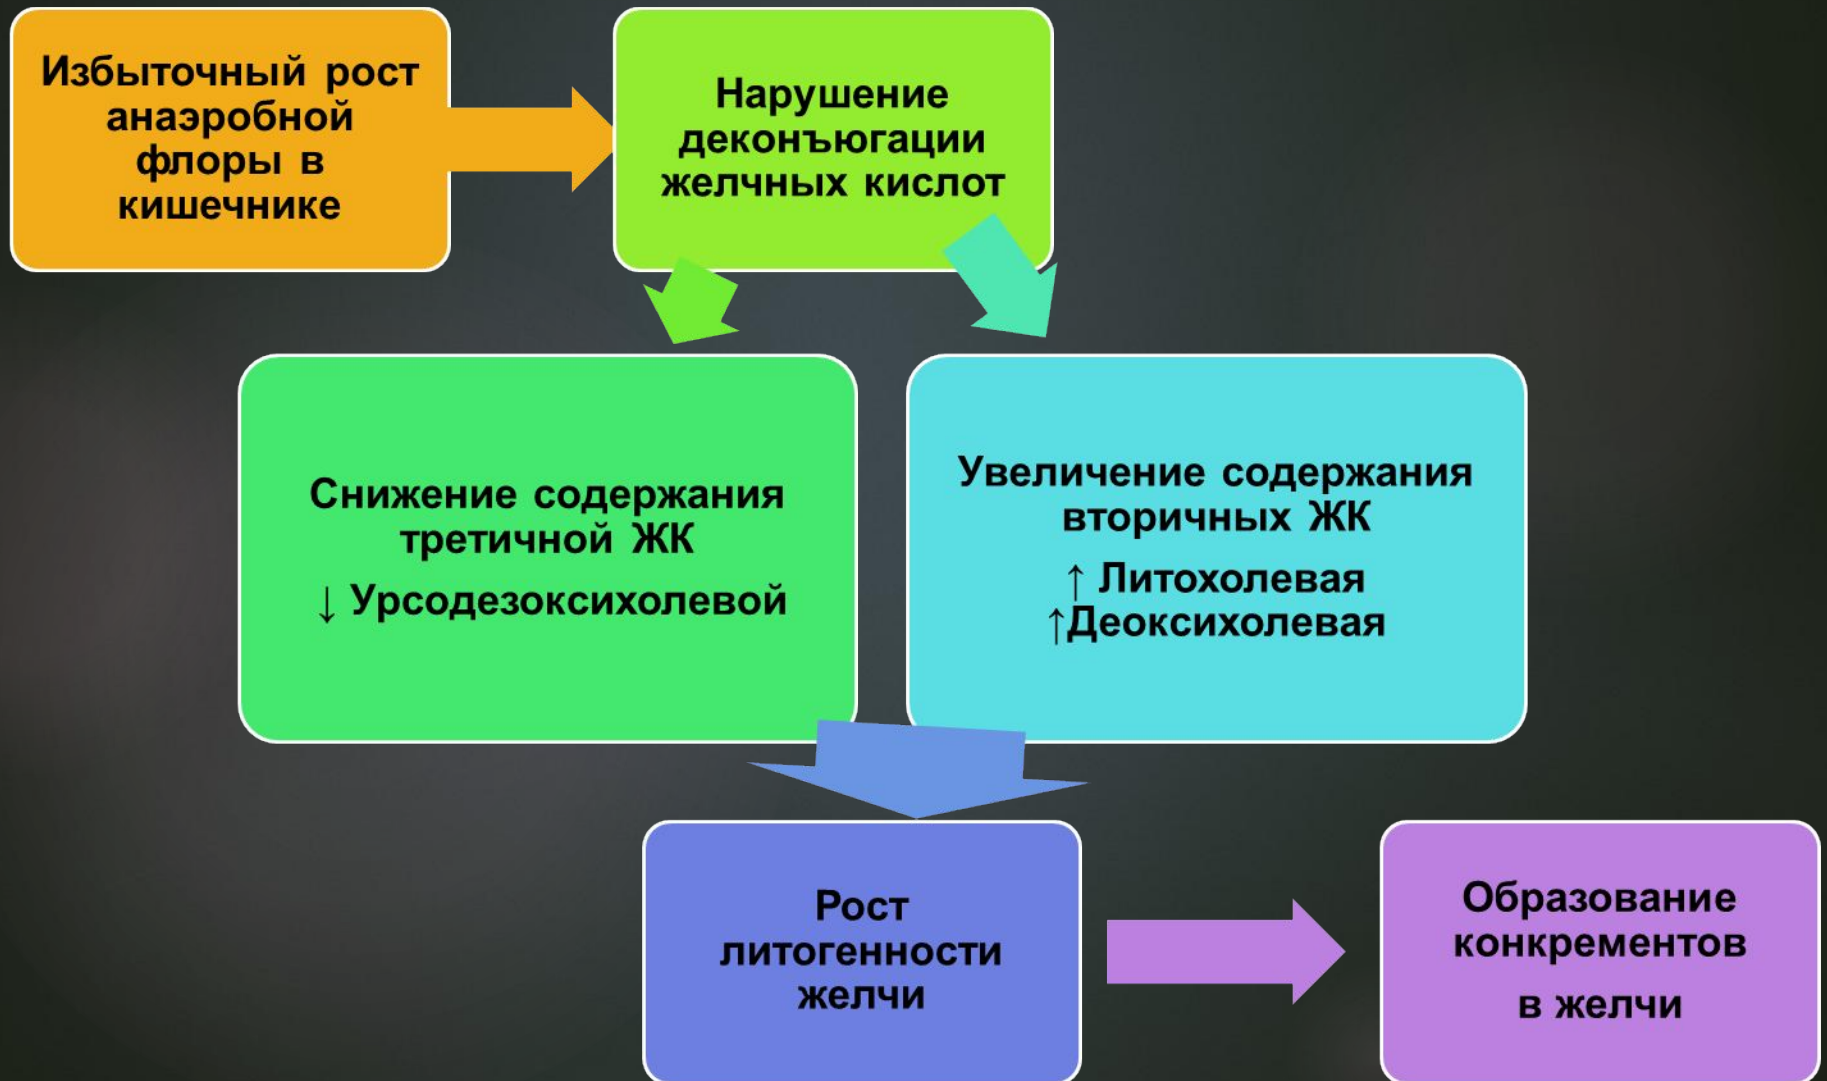 Избыточный рост
анаэробной
флоры в
кишечнике
Нарушение
деконъюгации
желчных кислот
Снижение содержания
третичной ЖК
↓ Урсодезоксихолевой
Увеличение содержания
вторичных ЖК
↑ Литохолевая
↑Деоксихолевая
Рост
литогенности
желчи
Образование
конкрементов
в желчи